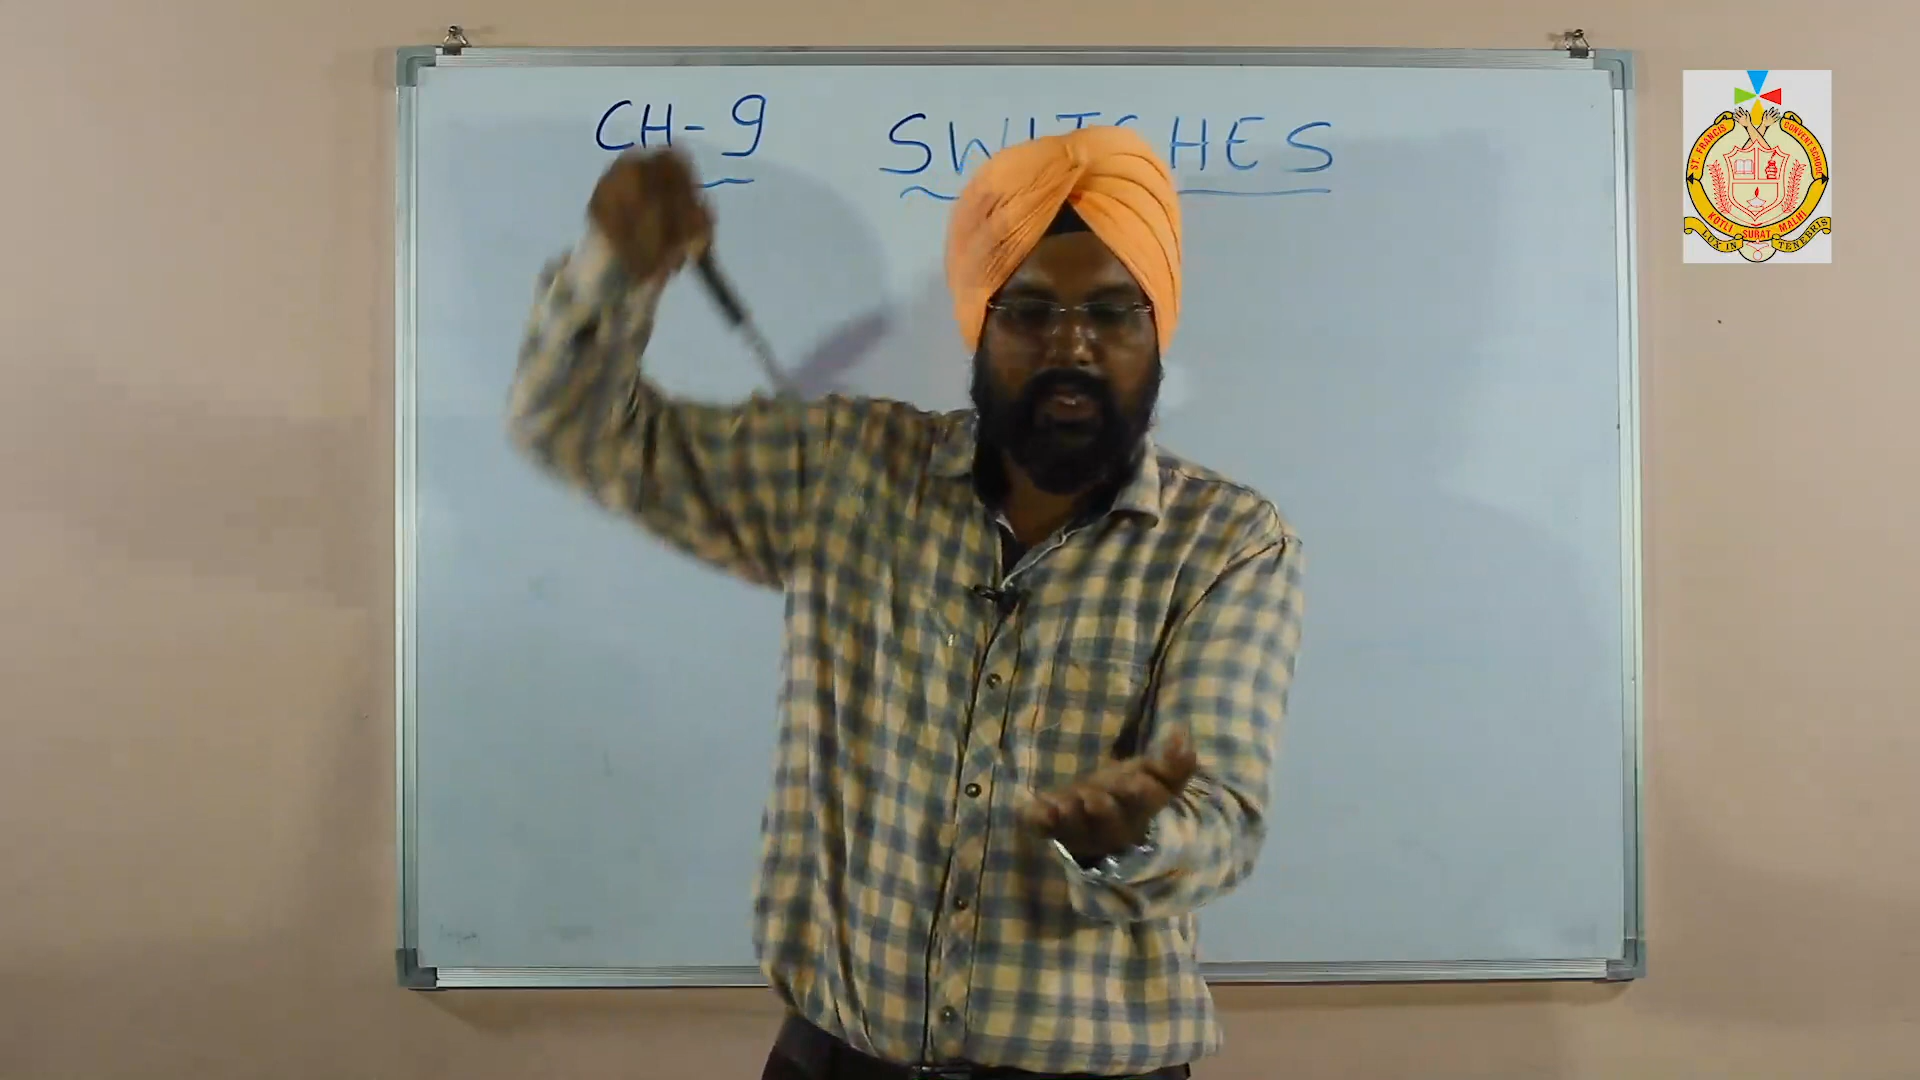 CH-9 SWITCHES
ST. FRANCIS CONVENT SCHOOL
KOTLI SURAT MALHI
LUX IN TENEBRIS